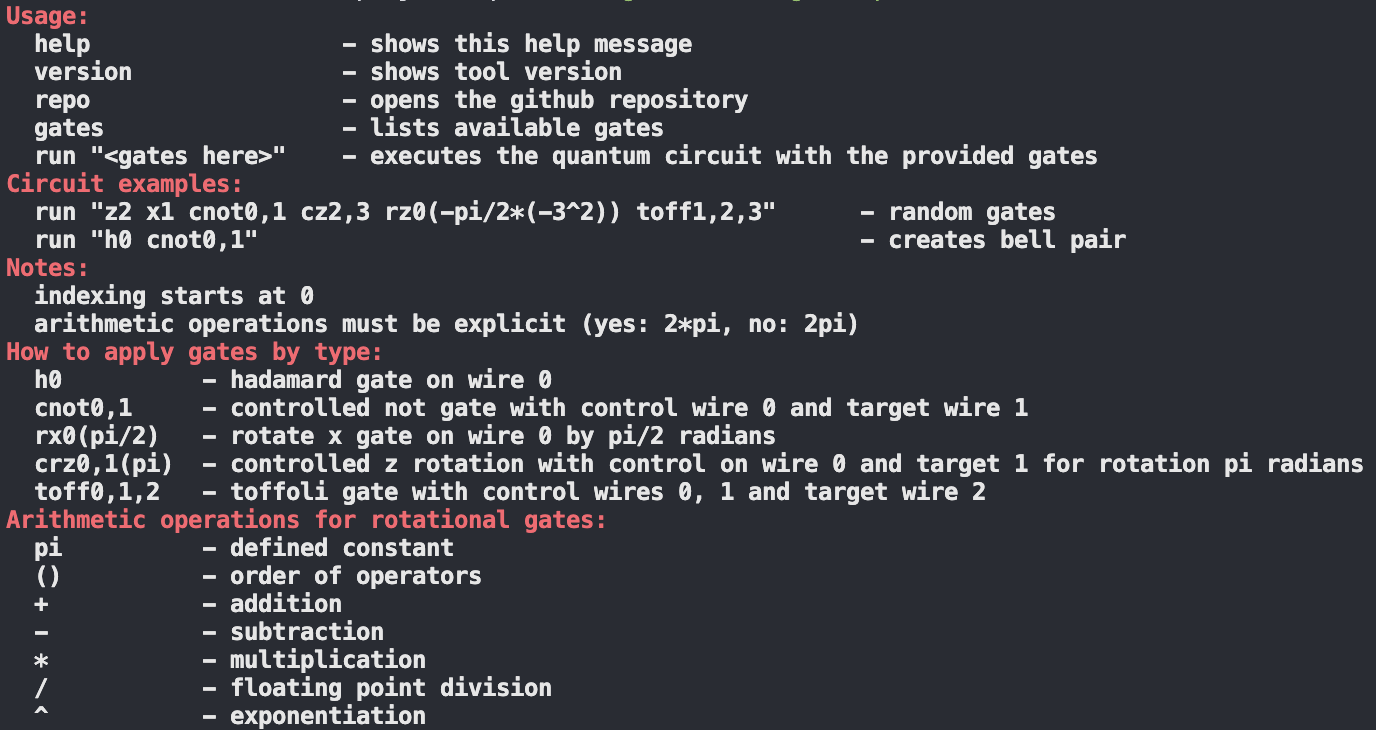 Usage:
  help                  - shows this help message
  version               - shows tool version
  repo                  - opens the github repository
  gates                 - lists available gates
  run "<gates here>"    - executes the quantum circuit with the provided gates
Circuit examples:
  run "z2 x1 cnot0,1 cz2,3 rz0(-pi/2*(-3^2)) toff1,2,3"      - random gates
  run "h0 cnot0,1"                                           - creates bell pair
Notes:
  indexing starts at 0
  arithmetic operations must be explicit (yes: 2*pi, no: 2pi)
How to apply gates by type:
  h0          - hadamard gate on wire 0
  cnot0,1     - controlled not gate with control wire 0 and target wire 1
  rx0(pi/2)   - rotate x gate on wire 0 by pi/2 radians
  crz0,1(pi)  - controlled z rotation with control on wire 0 and target 1 for rotation pi radians
  toff0,1,2   - toffoli gate with control wires 0, 1 and target wire 2
Arithmetic operations for rotational gates:
  pi          - defined constant
  ()          - order of operators
  +           - addition
  -           - subtraction
  *           - multiplication
  /           - floating point division
  ^           - exponentiation